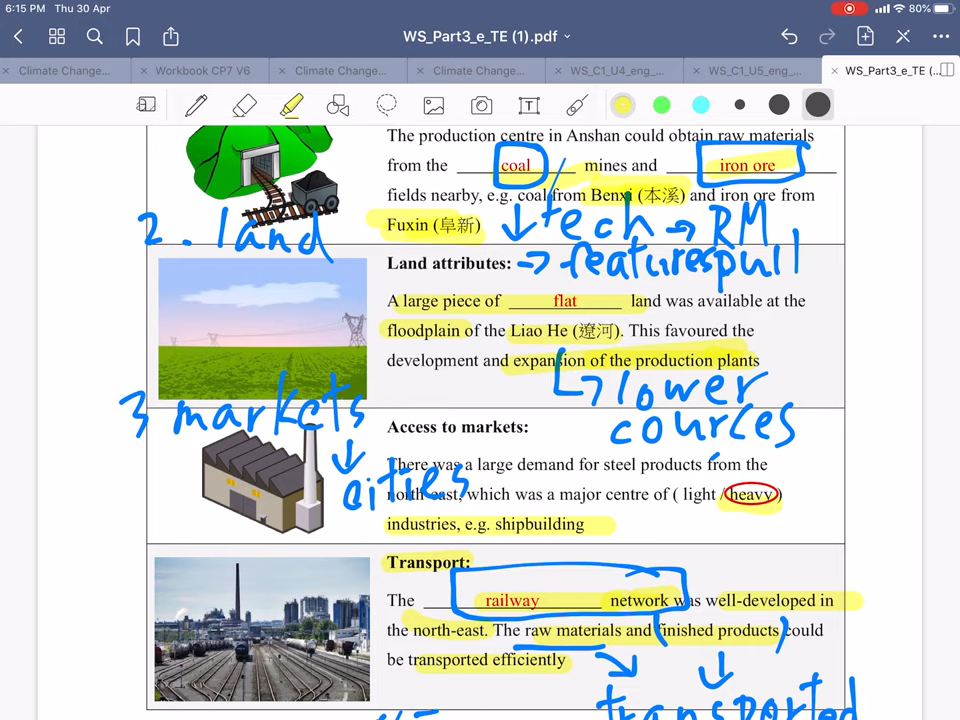 6:15 PM Thu 30 Apr
80%
WS_Part3_e_TE (1).pdf
Climate Change...
Workbook CP7 V6
Climate Change...
Climate Change...
WS_C1_U4_eng_...
WS_C1_U5_eng_...
WS_Part3_e_TE (...
The production centre in Anshan could obtain raw materials
from the coal mines and iron ore
fields nearby, e.g. coal from Benxi (本溪) and iron ore from
Fuxin (阜新)
tech → RM
2. land
Land attributes: → features pull
A large piece of flat land was available at the
floodplain of the Liao He (遼河). This favoured the
development and expansion of the production plants
lower
cources
3 markets
cities
Access to markets:
There was a large demand for steel products from the
north-east, which was a major centre of ( light / heavy )
industries, e.g. shipbuilding
Transport:
The railway network was well-developed in
the north-east. The raw materials and finished products could
be transported efficiently
transported